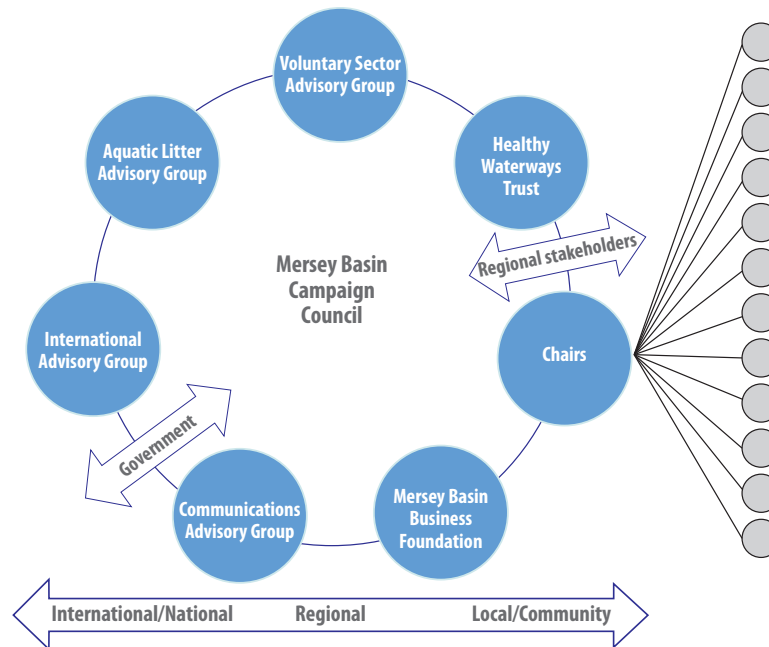 Voluntary Sector
Advisory Group
Aquatic Litter
Advisory Group
Healthy
Waterways
Trust
Regional stakeholders
Mersey Basin
Campaign
Council
International
Advisory Group
Chairs
Government
Communications
Advisory Group
Mersey Basin
Business
Foundation
International/National Regional Local/Community